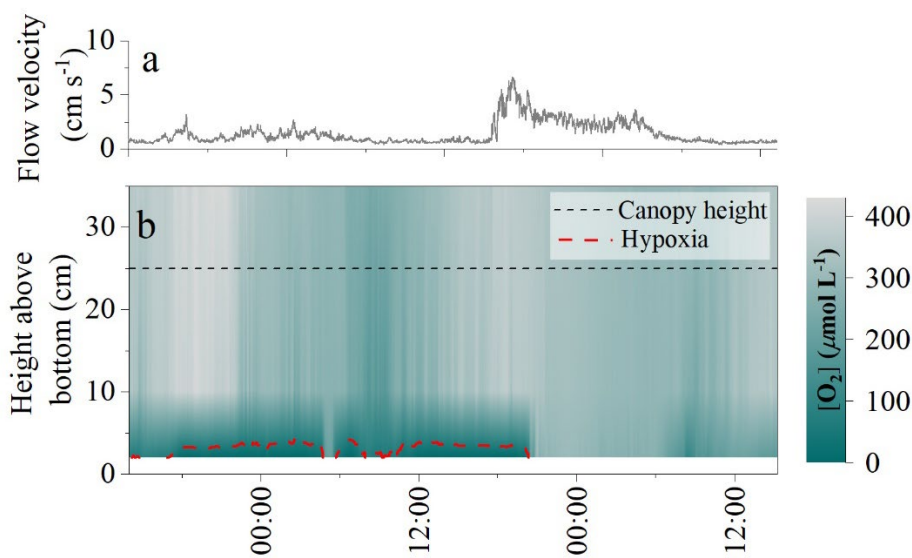 a
Flow velocity
(cm s⁻¹)
10
5
0
b
Canopy height
Hypoxia
Height above
bottom (cm)
30
20
10
0
00:00
12:00
00:00
12:00
[O₂] (μmol L⁻¹)
400
300
200
100
0